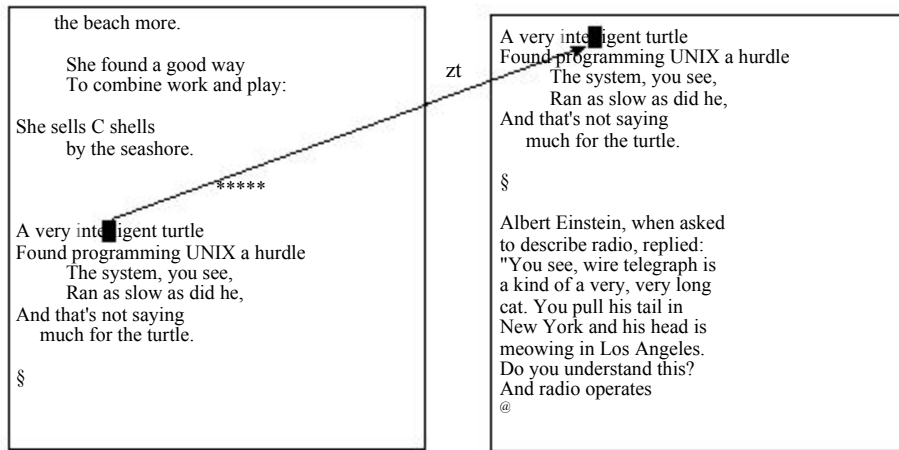 the beach more.
She found a good way
To combine work and play:
She sells C shells
by the seashore.
*****
A very inte igent turtle
Found programming UNIX a hurdle
The system, you see,
Ran as slow as did he,
And that's not saying
much for the turtle.
§
zt
A very inte igent turtle
Found programming UNIX a hurdle
The system, you see,
Ran as slow as did he,
And that's not saying
much for the turtle.
§
Albert Einstein, when asked
to describe radio, replied:
"You see, wire telegraph is
a kind of a very, very long
cat. You pull his tail in
New York and his head is
meowing in Los Angeles.
Do you understand this?
And radio operates
@